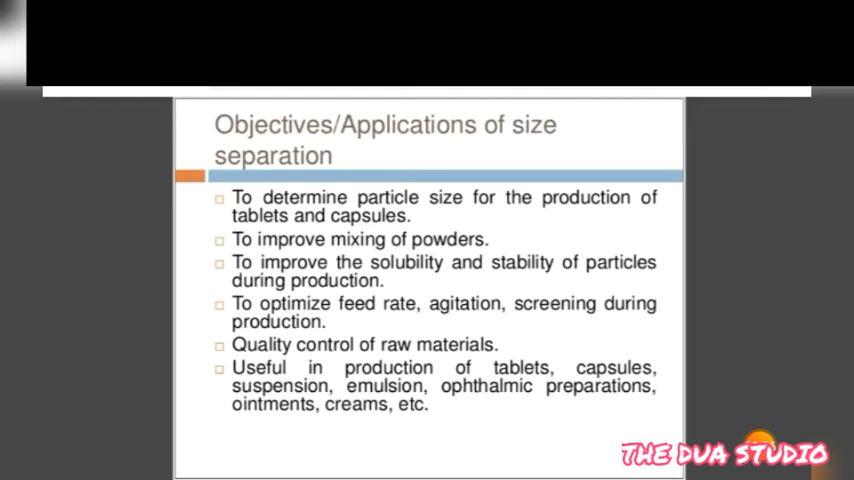 Objectives/Applications of size
separation
To determine particle size for the production of
tablets and capsules.
To improve mixing of powders.
To improve the solubility and stability of particles
during production.
To optimize feed rate, agitation, screening during
production.
Quality control of raw materials.
Useful in production of tablets, capsules,
suspension, emulsion, ophthalmic preparations,
ointments, creams, etc.
THE DUA STUDIO